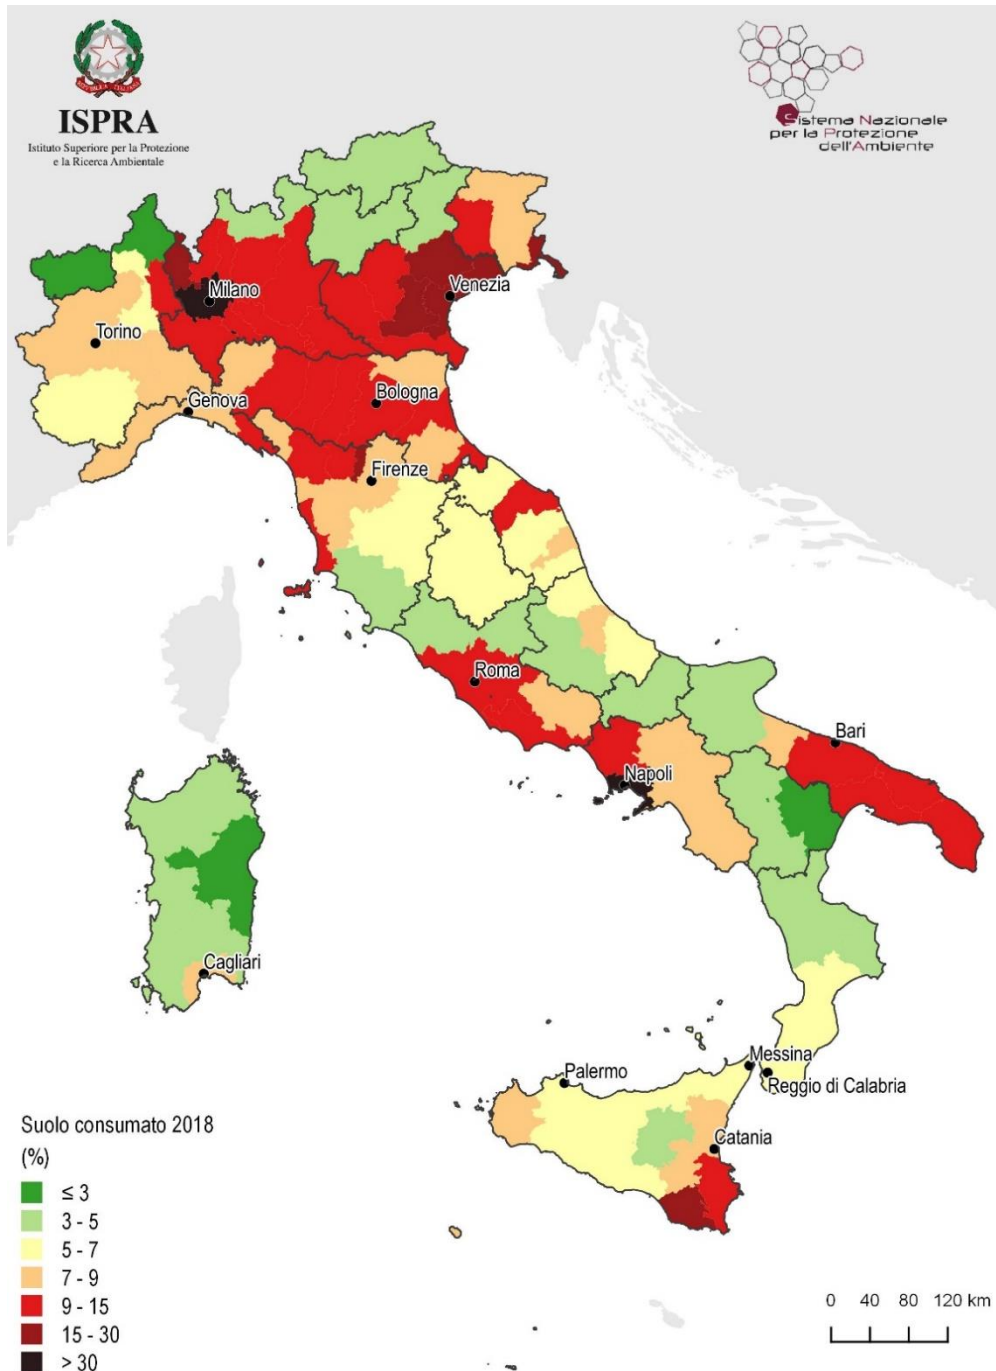 ISPRA
Istituto Superiore per la Protezione
e la Ricerca Ambientale
Sistema Nazionale
per la Protezione
dell'Ambiente
Milano
Venezia
Torino
Genova
Bologna
Firenze
Roma
Bari
Napoli
Cagliari
Messina
Palermo
Reggio di Calabria
Catania
Suolo consumato 2018
(%)
≤ 3
3 - 5
5 - 7
7 - 9
9 - 15
15 - 30
> 30
0 40 80 120 km